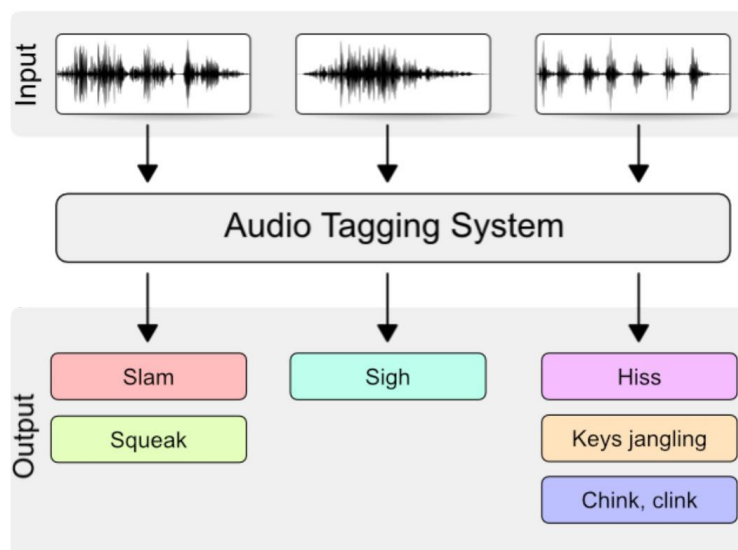 Input
Audio Tagging System
Output
Slam
Sigh
Hiss
Squeak
Keys jangling
Chink, clink